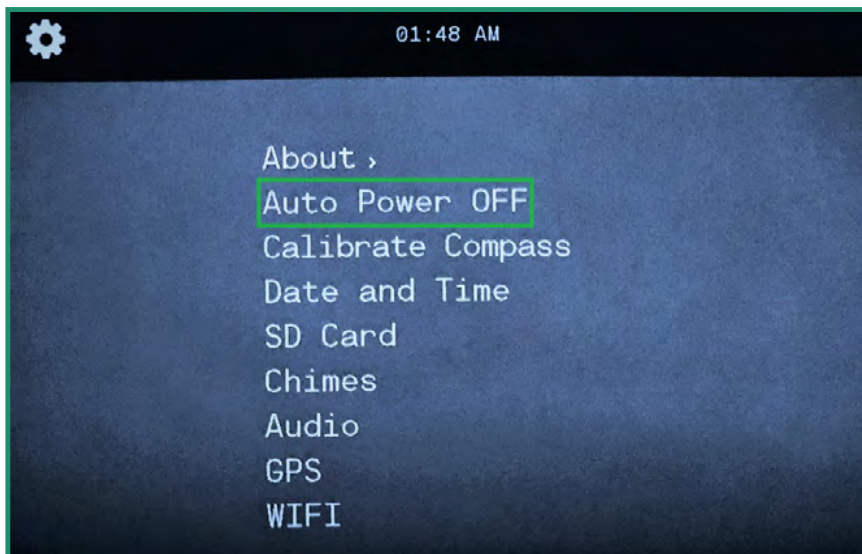 01:48 AM
About ›
Auto Power OFF
Calibrate Compass
Date and Time
SD Card
Chimes
Audio
GPS
WIFI